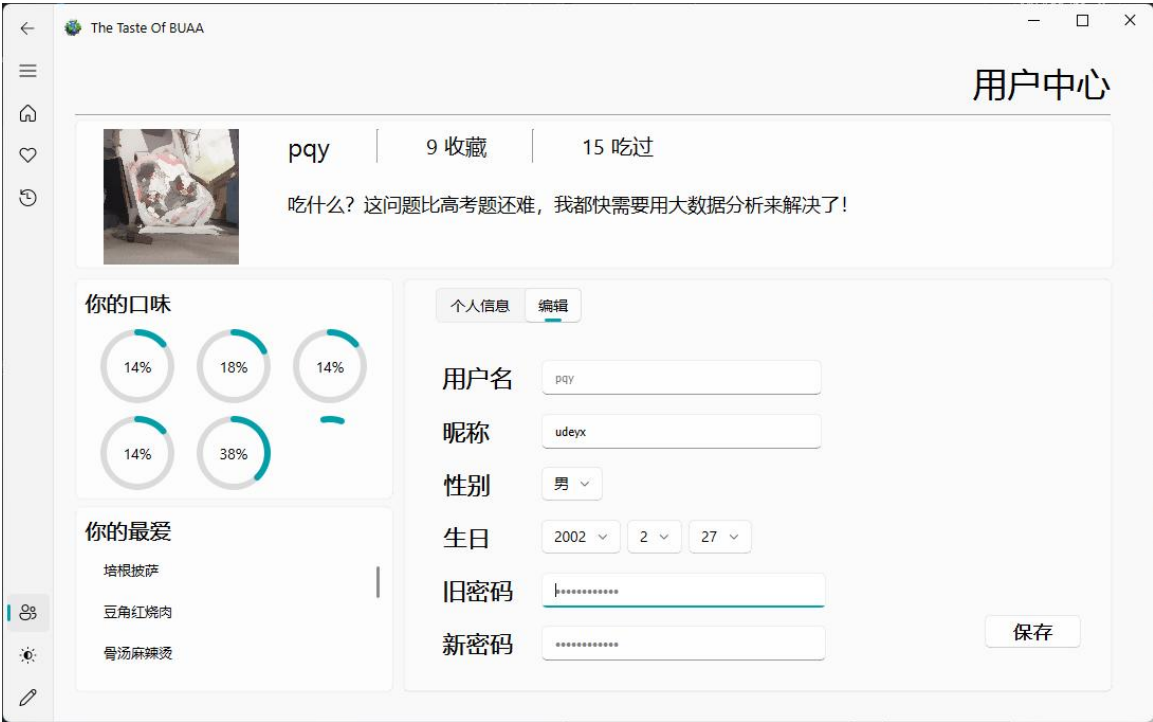 The Taste Of BUAA
用户中心
pqy 9 收藏 15 吃过
吃什么？这问题比高考题还难，我都快需要用大数据分析来解决了！
你的口味
14% 18% 14%
14% 38%
你的最爱
培根披萨
豆角红烧肉
骨汤麻辣烫
个人信息 编辑
用户名 pqy
昵称 udeyx
性别 男
生日 2002 2 27
旧密码 ••••••••••••
新密码 ••••••••••••
保存